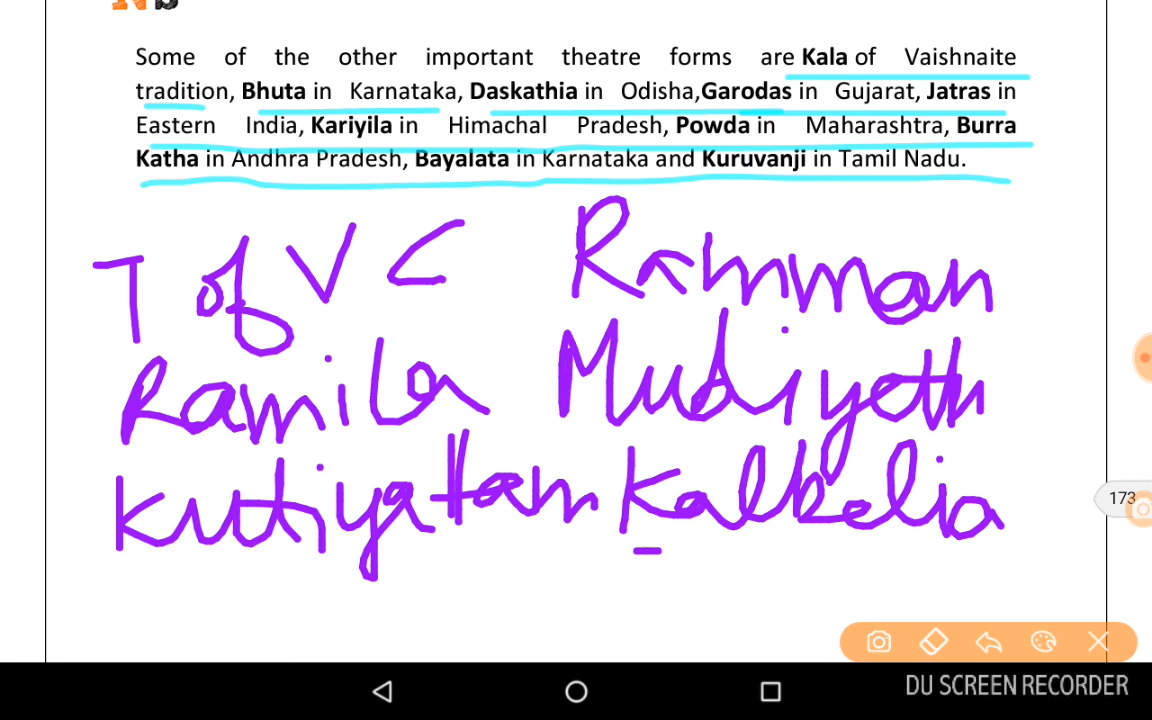 Some of the other important theatre forms are Kala of Vaishnaite
tradition, Bhuta in Karnataka, Daskathia in Odisha,Garodas in Gujarat, Jatras in
Eastern India, Kariyila in Himachal Pradesh, Powda in Maharashtra, Burra
Katha in Andhra Pradesh, Bayalata in Karnataka and Kuruvanji in Tamil Nadu.
T of V C Ramman
Ramila Mudiyeth
Kutiyattam Kalbelia
173
DU SCREEN RECORDER